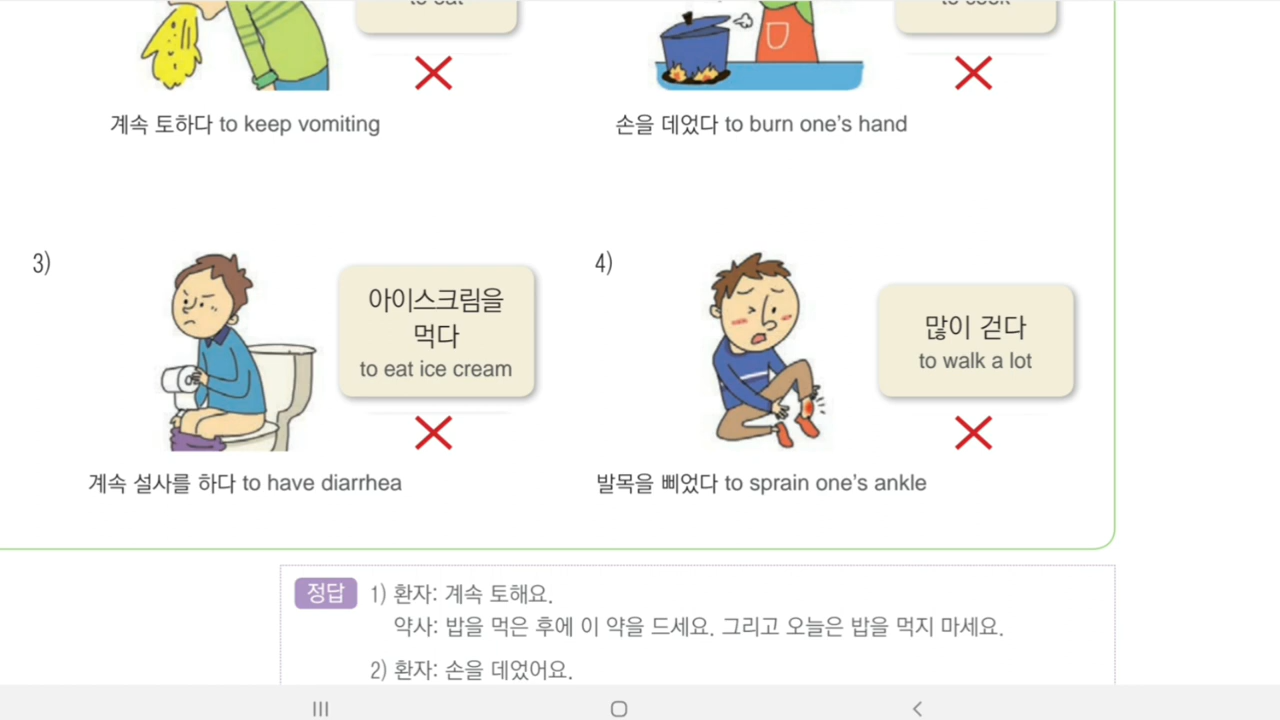 계속 토하다 to keep vomiting
손을 데었다 to burn one's hand
3)
아이스크림을
먹다
to eat ice cream
계속 설사를 하다 to have diarrhea
4)
많이 걷다
to walk a lot
발목을 삐었다 to sprain one's ankle
정답 1) 환자: 계속 토해요.
약사: 밥을 먹은 후에 이 약을 드세요. 그리고 오늘은 밥을 먹지 마세요.
2) 환자: 손을 데었어요.